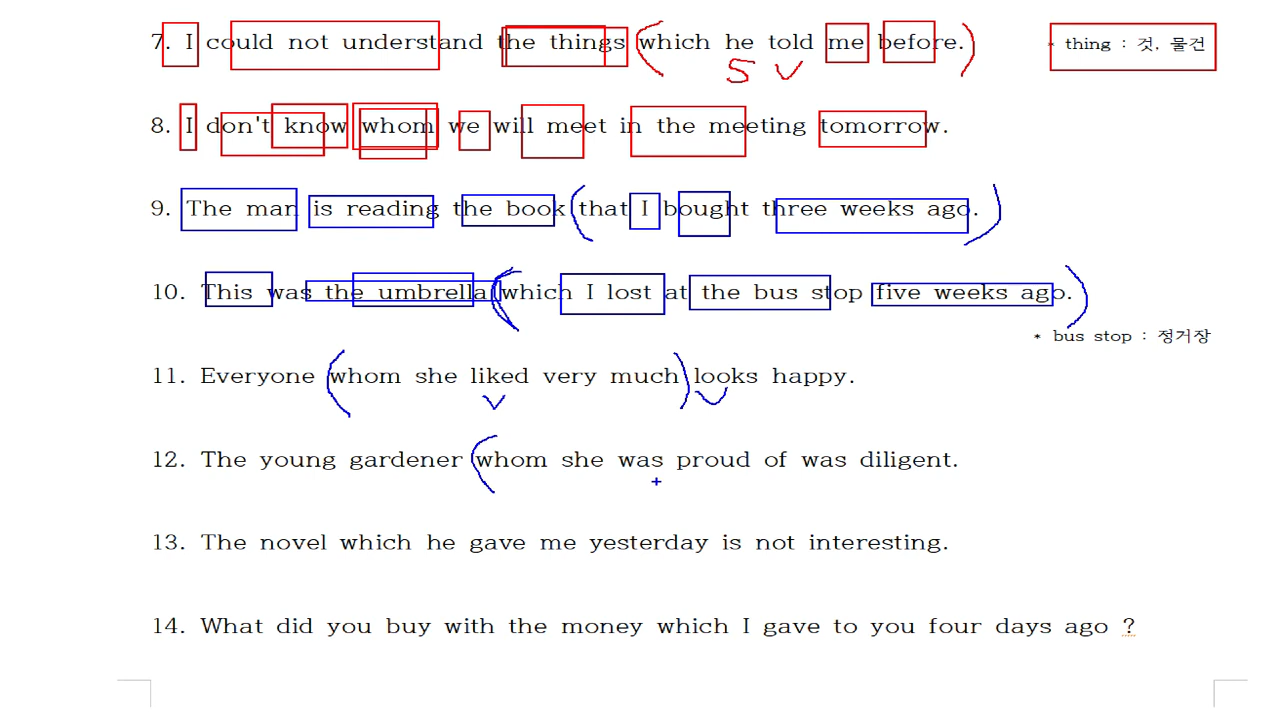 7. I could not understand the things which he told me before.
* thing : 것, 물건
S V
8. I don't know whom we will meet in the meeting tomorrow.
9. The man is reading the book that I bought three weeks ago.
10. This was the umbrella which I lost at the bus stop five weeks ago.
* bus stop : 정거장
11. Everyone whom she liked very much looks happy.
12. The young gardener whom she was proud of was diligent.
13. The novel which he gave me yesterday is not interesting.
14. What did you buy with the money which I gave to you four days ago ?